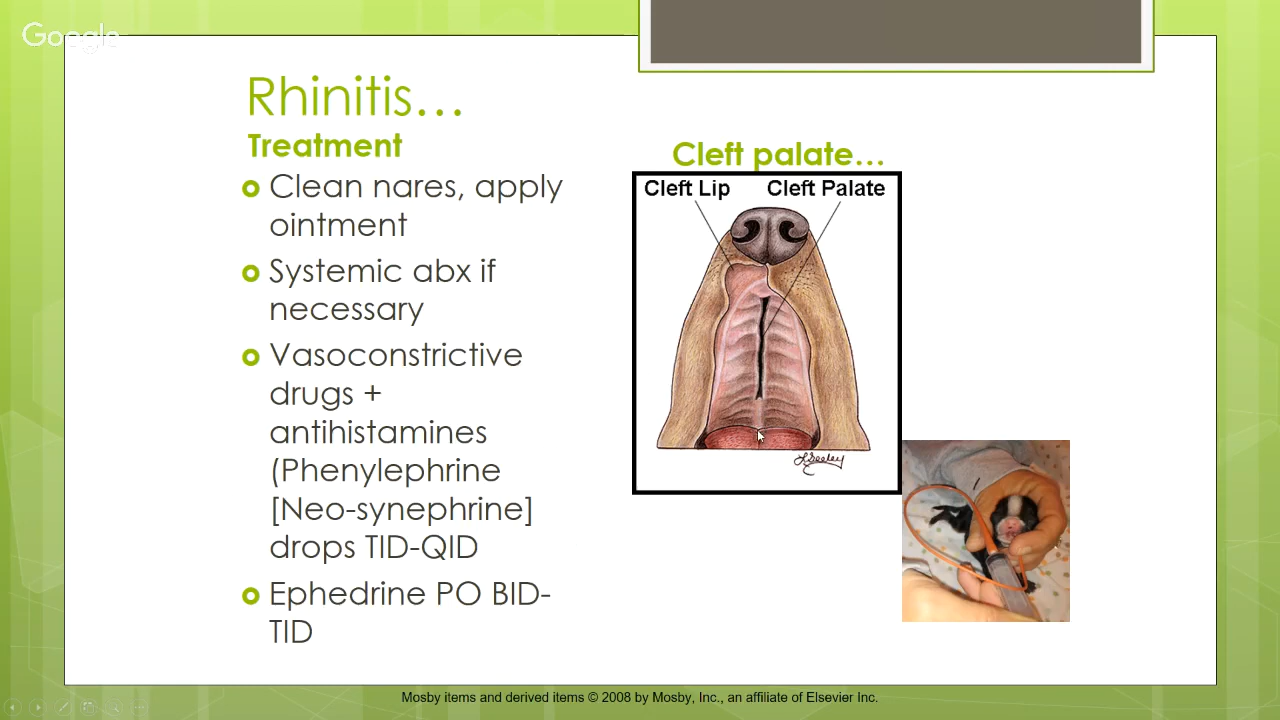 Google
Rhinitis…
Treatment
Clean nares, apply
ointment
Systemic abx if
necessary
Vasoconstrictive
drugs +
antihistamines
(Phenylephrine
[Neo-synephrine]
drops TID-QID
Ephedrine PO BID-
TID
Cleft palate…
Cleft Lip Cleft Palate
Mosby items and derived items © 2008 by Mosby, Inc., an affiliate of Elsevier Inc.